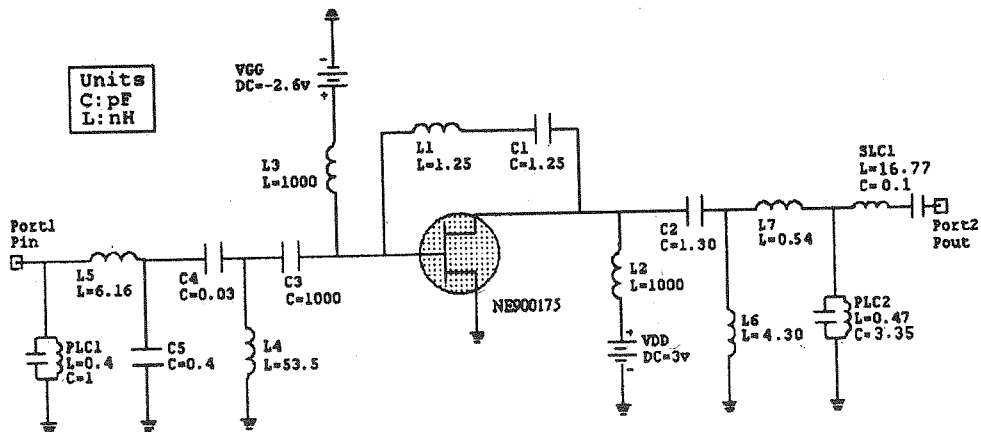 Units
C:pF
L:nH
VGG
DC=-2.6v
-
+
L3
L=1000
L1
L=1.25
C1
C=1.25
SLC1
L=16.77
C=0.1
Port1
Pin
L5
L=6.16
C4
C=0.03
C3
C=1000
C2
C=1.30
L7
L=0.54
Port2
Pout
NE900175
L2
L=1000
PLC1
L=0.4
C=1
C5
C=0.4
L4
L=53.5
+
VDD
DC=3v
-
L6
L=4.30
PLC2
L=0.47
C=3.35